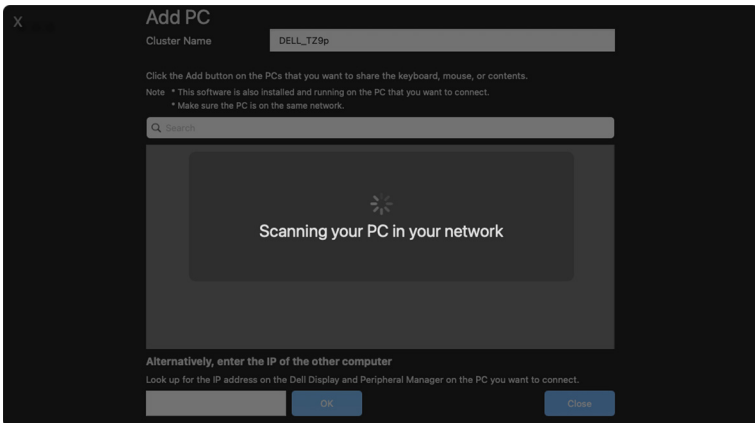 X
Add PC
Cluster Name DELL_TZ9p
Click the Add button on the PCs that you want to share the keyboard, mouse, or contents.
Note * This software is also installed and running on the PC that you want to connect.
* Make sure the PC is on the same network.
Search
Scanning your PC in your network
Alternatively, enter the IP of the other computer
Look up for the IP address on the Dell Display and Peripheral Manager on the PC you want to connect.
OK Close